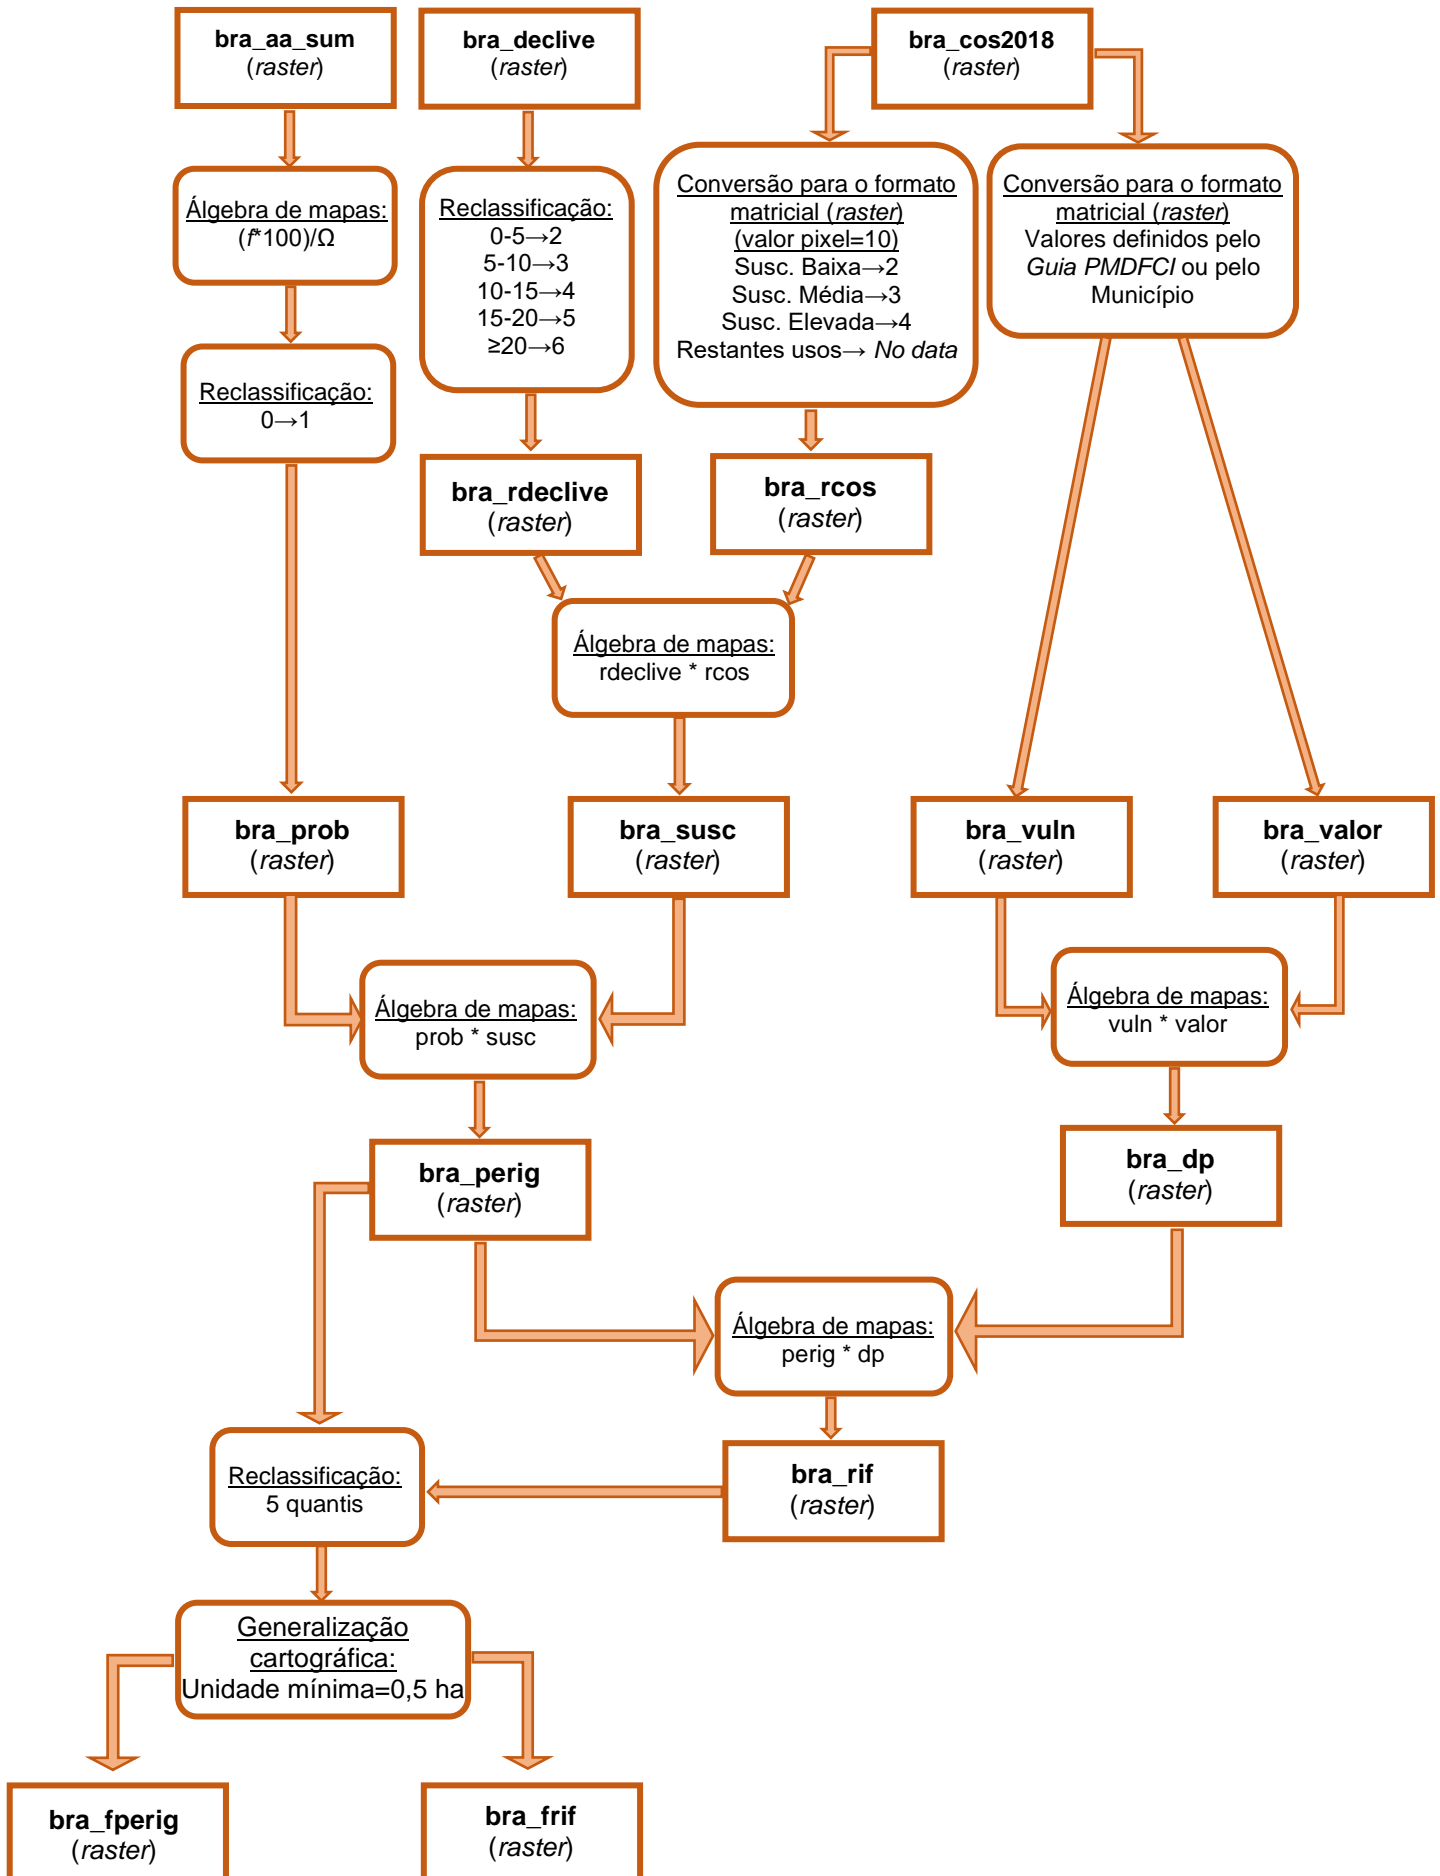 bra_aa_sum
(raster)
bra_declive
(raster)
bra_cos2018
(raster)
Álgebra de mapas:
(f*100)/Ω
Reclassificação:
0-5→2
5-10→3
10-15→4
15-20→5
≥20→6
Conversão para o formato
matricial (raster)
(valor pixel=10)
Susc. Baixa→2
Susc. Média→3
Susc. Elevada→4
Restantes usos→ No data
Conversão para o formato
matricial (raster)
Valores definidos pelo
Guia PMDFCI ou pelo
Município
Reclassificação:
0→1
bra_rdeclive
(raster)
bra_rcos
(raster)
Álgebra de mapas:
rdeclive * rcos
bra_prob
(raster)
bra_susc
(raster)
bra_vuln
(raster)
bra_valor
(raster)
Álgebra de mapas:
prob * susc
Álgebra de mapas:
vuln * valor
bra_perig
(raster)
bra_dp
(raster)
Álgebra de mapas:
perig * dp
Reclassificação:
5 quantis
bra_rif
(raster)
Generalização
cartográfica:
Unidade mínima=0,5 ha
bra_fperig
(raster)
bra_frif
(raster)